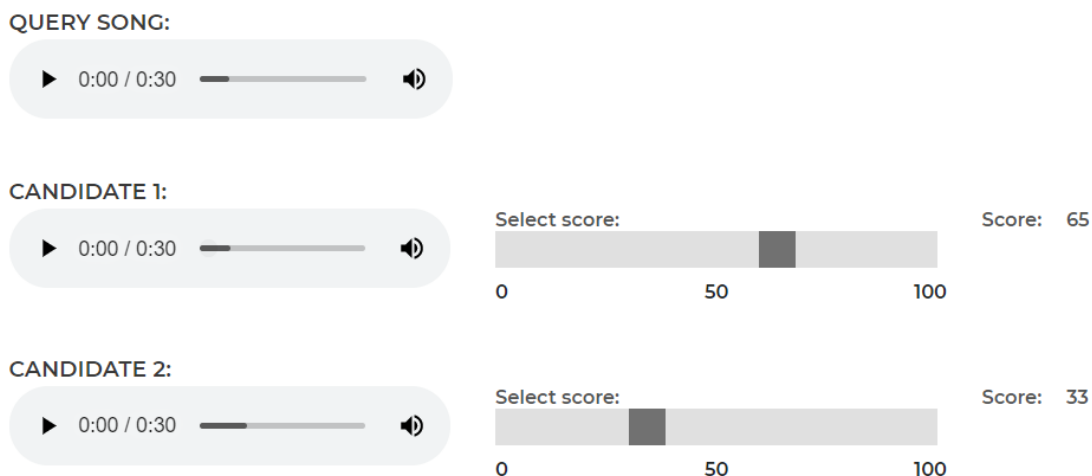 QUERY SONG:
0:00 / 0:30
CANDIDATE 1:
0:00 / 0:30
Select score:
Score: 65
0 50 100
CANDIDATE 2:
0:00 / 0:30
Select score:
Score: 33
0 50 100